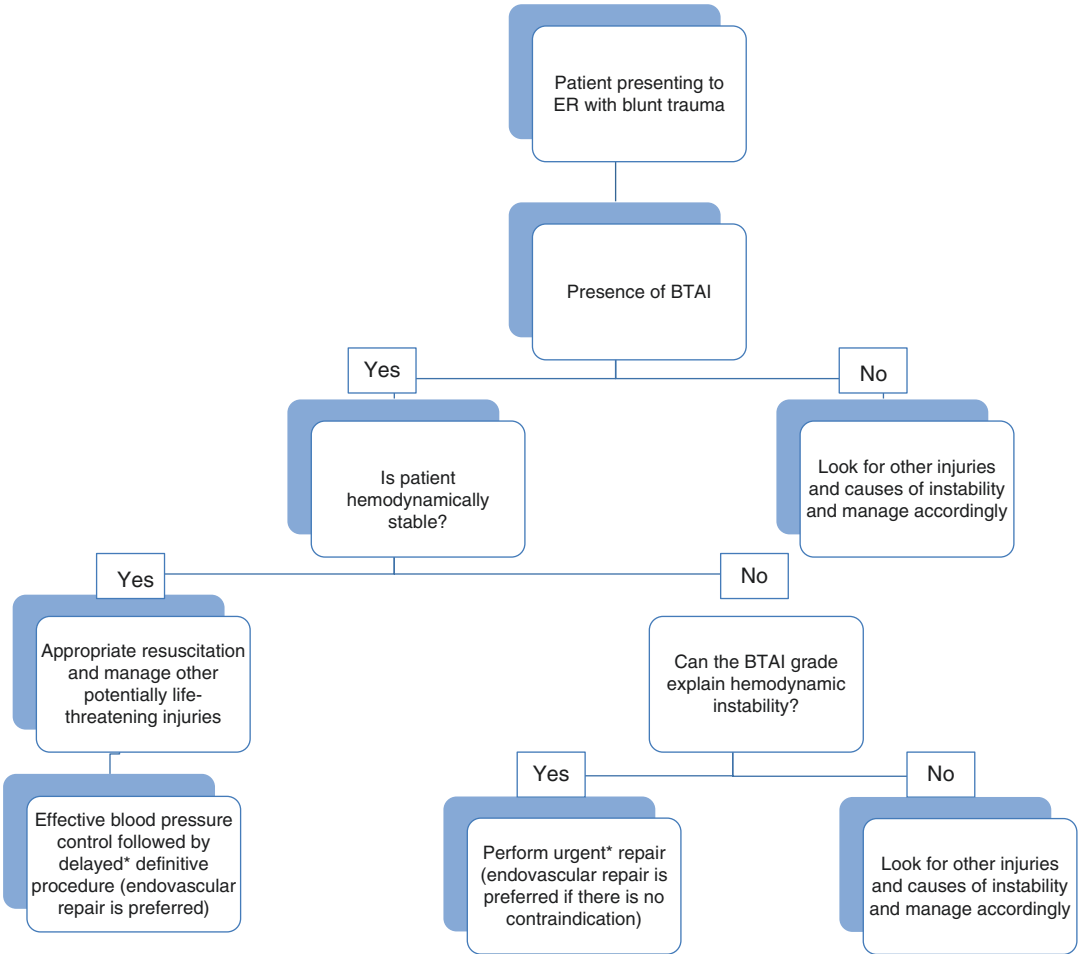 Patient presenting to
ER with blunt trauma
Presence of BTAI
Yes
No
Is patient
hemodynamically
stable?
Look for other injuries
and causes of instability
and manage accordingly
Yes
No
Appropriate resuscitation
and manage other
potentially life-
threatening injuries
Can the BTAI grade
explain hemodynamic
instability?
Yes
No
Effective blood pressure
control followed by
delayed* definitive
procedure (endovascular
repair is preferred)
Perform urgent* repair
(endovascular repair is
preferred if there is no
contraindication)
Look for other injuries
and causes of instability
and manage accordingly